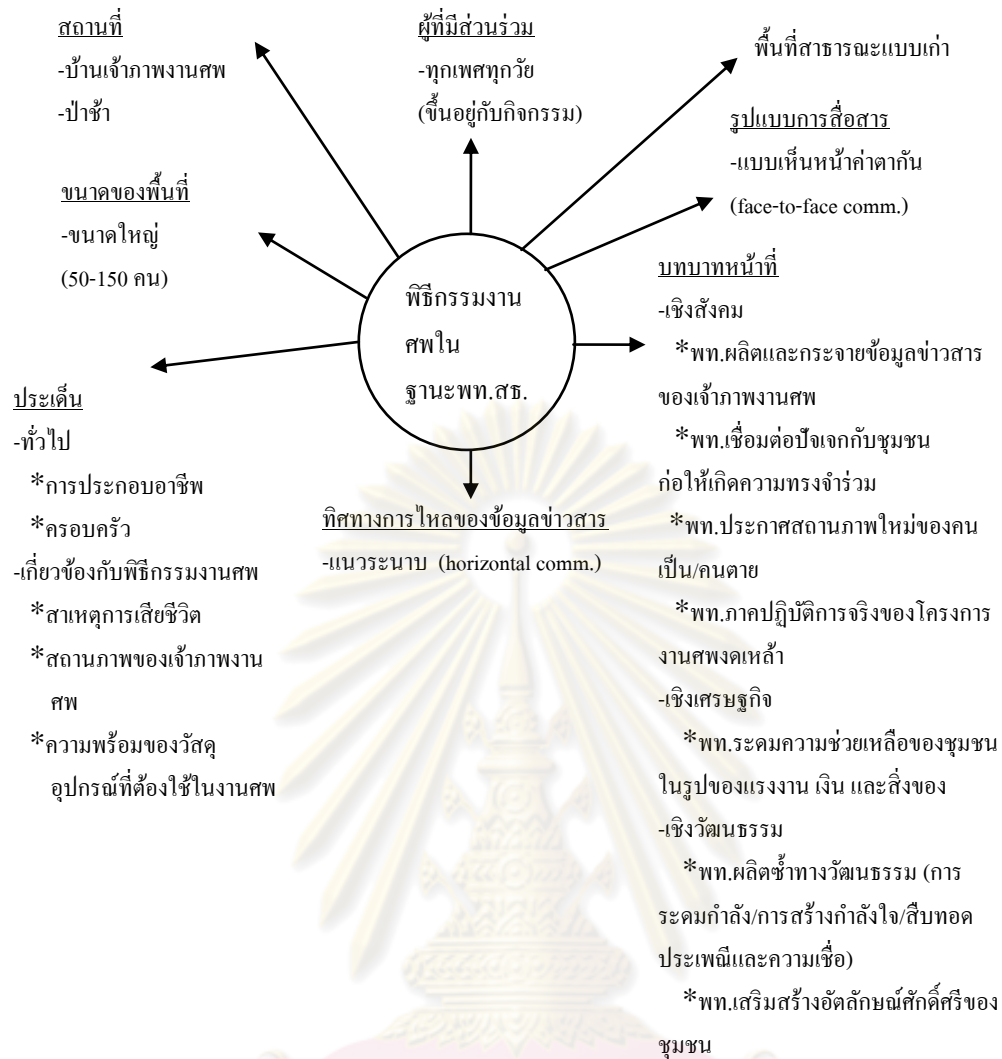 สถานที่
-บ้านเจ้าภาพงานศพ
-ป่าช้า
ผู้ที่มีส่วนร่วม
-ทุกเพศทุกวัย
(ขึ้นอยู่กับกิจกรรม)
พื้นที่สาธารณะแบบเก่า
รูปแบบการสื่อสาร
-แบบเห็นหน้าค่าตากัน
(face-to-face comm.)
ขนาดของพื้นที่
-ขนาดใหญ่
(50-150 คน)
พิธีกรรมงาน
ศพใน
ฐานะพท.สธ.
บทบาทหน้าที่
-เชิงสังคม
*พท.ผลิตและกระจายข้อมูลข่าวสาร
ของเจ้าภาพงานศพ
*พท.เชื่อมต่อปัจเจกกับชุมชน
ก่อให้เกิดความทรงจำร่วม
*พท.ประกาศสถานภาพใหม่ของคน
เป็น/คนตาย
*พท.ภาคปฏิบัติการจริงของโครงการ
งานศพงดเหล้า
-เชิงเศรษฐกิจ
*พท.ระดมความช่วยเหลือของชุมชน
ในรูปของแรงงาน เงิน และสิ่งของ
-เชิงวัฒนธรรม
*พท.ผลิตซ้ำทางวัฒนธรรม (การ
ระดมกำลัง/การสร้างกำลังใจ/สืบทอด
ประเพณีและความเชื่อ)
*พท.เสริมสร้างอัตลักษณ์ศักดิ์ศรีของ
ชุมชน
ประเด็น
-ทั่วไป
*การประกอบอาชีพ
*ครอบครัว
-เกี่ยวข้องกับพิธีกรรมงานศพ
*สาเหตุการเสียชีวิต
*สถานภาพของเจ้าภาพงาน
ศพ
*ความพร้อมของวัสดุ
อุปกรณ์ที่ต้องใช้ในงานศพ
ทิศทางการไหลของข้อมูลข่าวสาร
-แนวระนาบ (horizontal comm.)